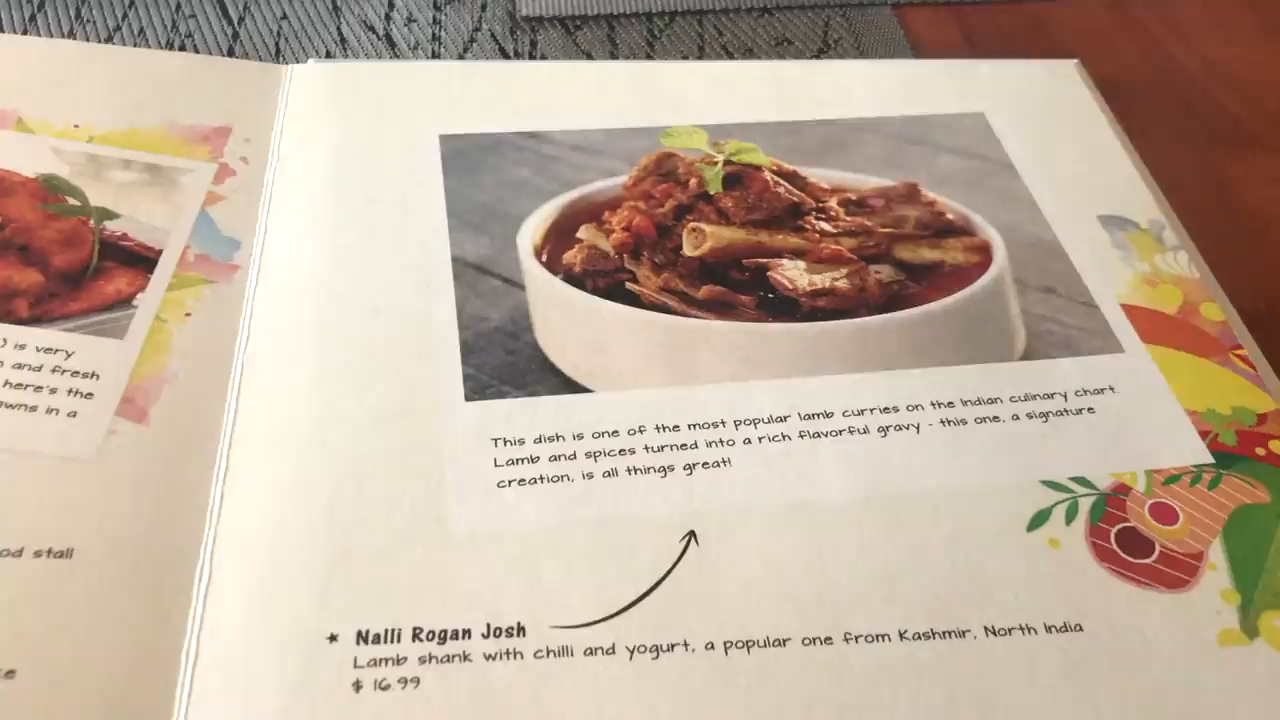 ) is very
and fresh
here's the
awns in a
od stall
This dish is one of the most popular lamb curries on the Indian culinary chart.
Lamb and spices turned into a rich flavorful gravy - this one, a signature
creation, is all things great!
★ Nalli Rogan Josh
Lamb shank with chilli and yogurt, a popular one from Kashmir, North India
$ 16.99